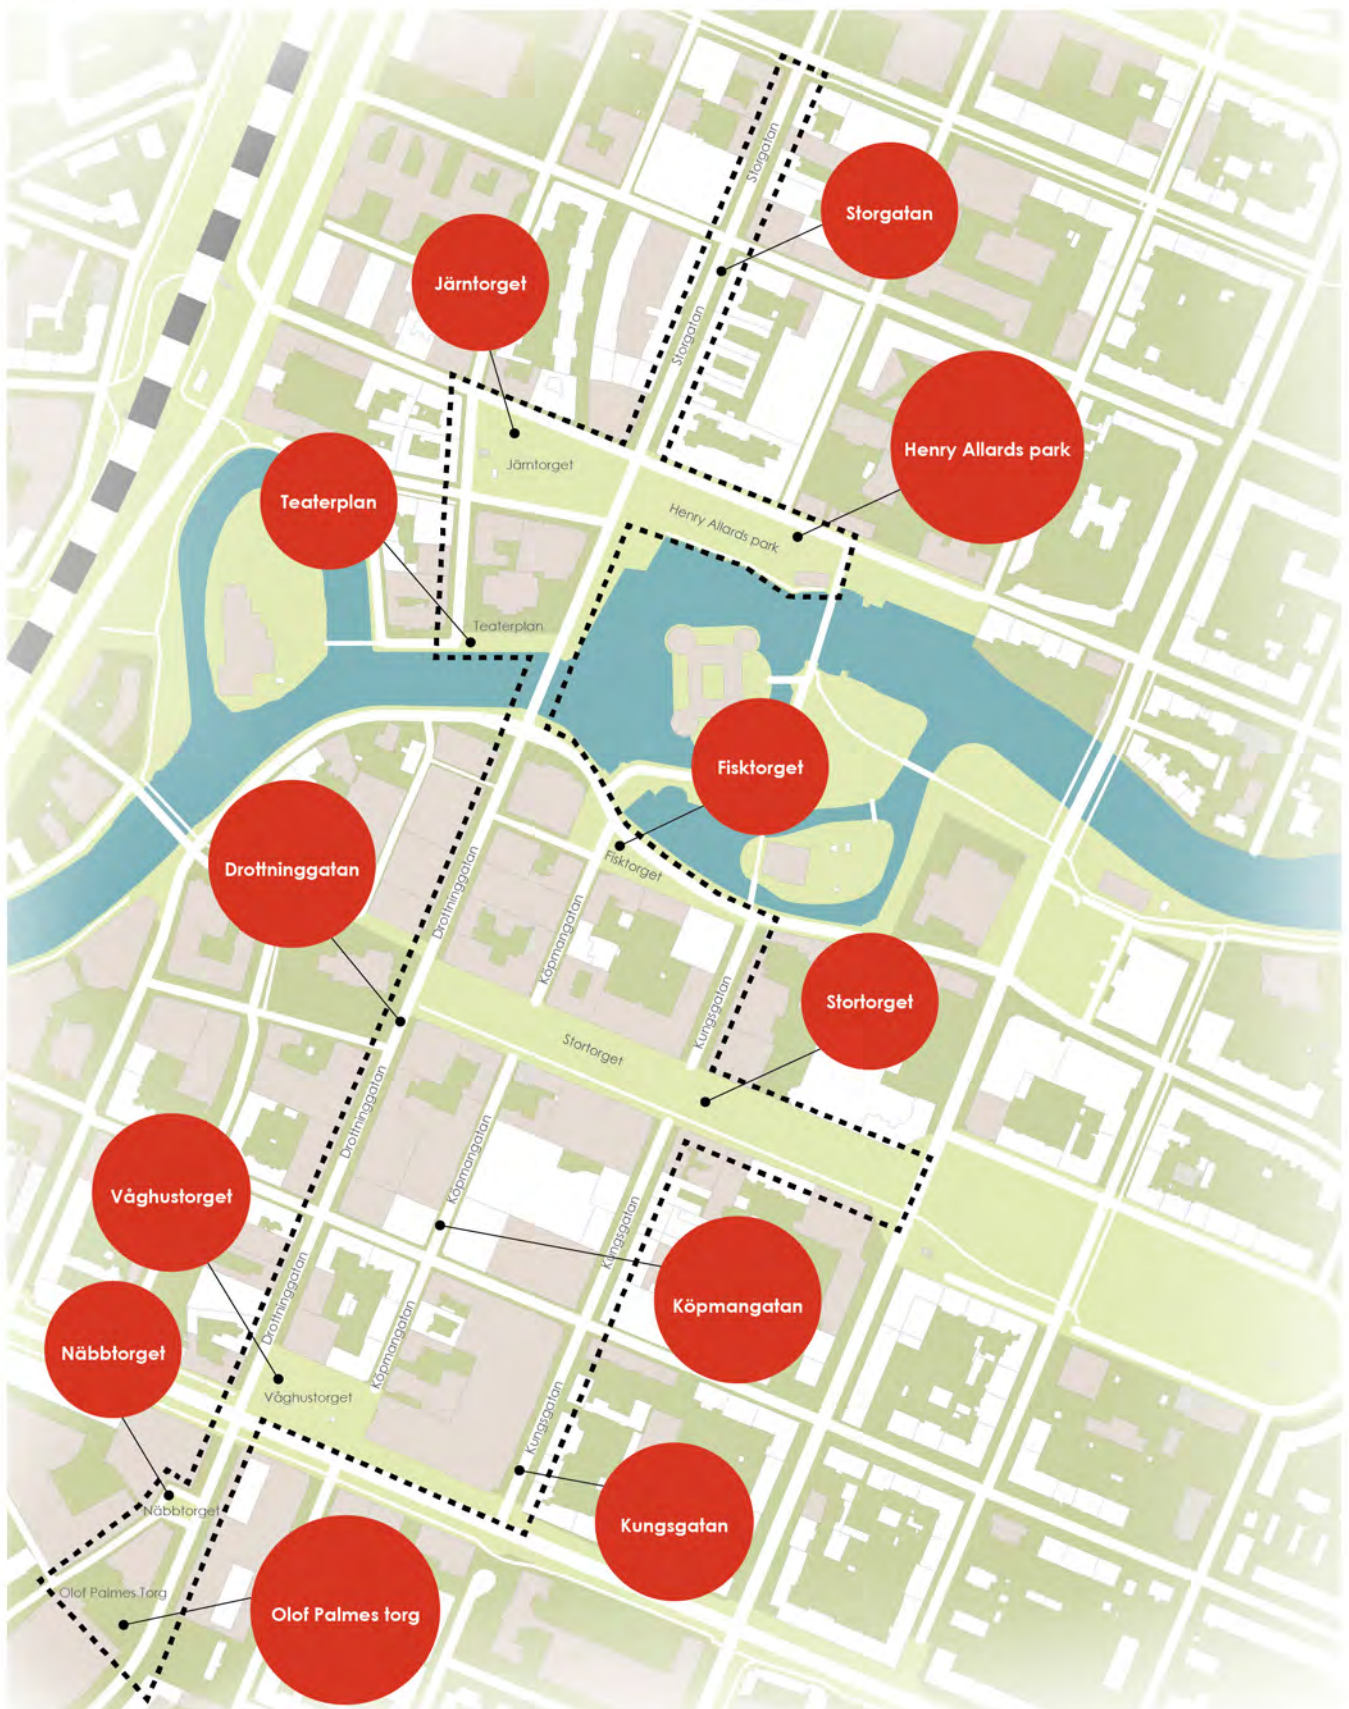 Storgatan
Storgatan
Järntorget
Storgatan
Henry Allards park
Järntorget
Teaterplan
Henry Allards park
Teaterplan
Fisktorget
Drottninggatan
Fisktorget
Drottninggatan
Köpmangatan
Stortorget
Kungsgatan
Stortorget
Drottninggatan
Köpmangatan
Våghustorget
Kungsgatan
Drottninggatan
Köpmangatan
Näbbtorget
Köpmangatan
Våghustorget
Kungsgatan
Näbbtorget
Kungsgatan
Olof Palmes Torg
Olof Palmes torg